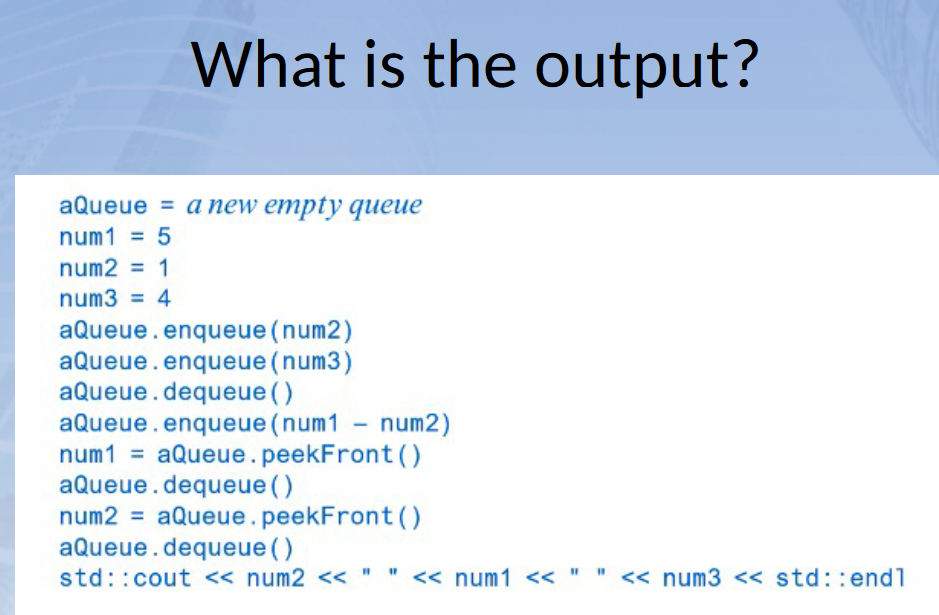 What is the output?
aQueue = a new empty queue
num1 = 5
num2 = 1
num3 = 4
aQueue.enqueue(num2)
aQueue.enqueue(num3)
aQueue.dequeue()
aQueue.enqueue(num1 – num2)
num1 = aQueue.peekFront()
aQueue.dequeue()
num2 = aQueue.peekFront()
aQueue.dequeue()
std::cout << num2 << " " << num1 << " " << num3 << std::endl